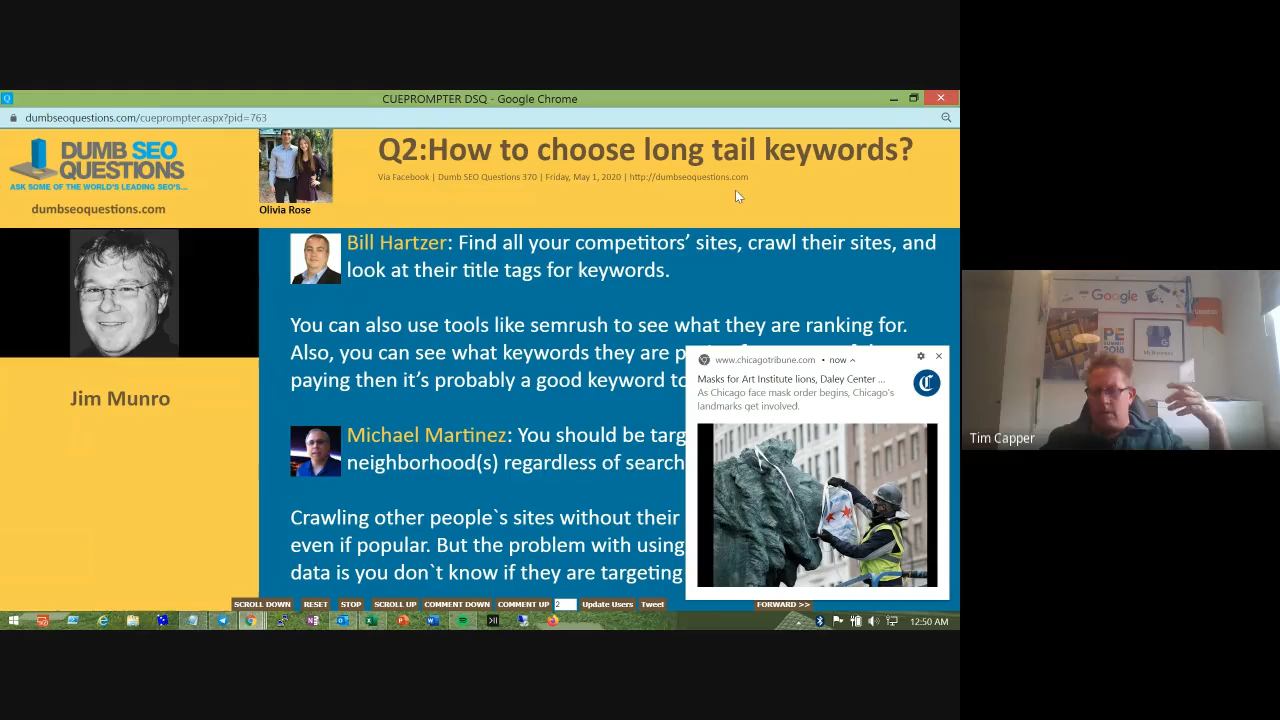 CUEPROMPTER DSQ - Google Chrome
dumbseoquestions.com/cueprompter.aspx?pid=763
DUMB SEO
QUESTIONS
ASK SOME OF THE WORLD'S LEADING SEO'S...
dumbseoquestions.com
Olivia Rose
Q2:How to choose long tail keywords?
Via Facebook | Dumb SEO Questions 370 | Friday, May 1, 2020 | http://dumbseoquestions.com
Jim Munro
Bill Hartzer: Find all your competitors’ sites, crawl their sites, and
look at their title tags for keywords.
You can also use tools like semrush to see what they are ranking for.
Also, you can see what keywords they are
paying then it’s probably a good keyword to
Michael Martinez: You should be targ
neighborhood(s) regardless of search
Crawling other people`s sites without their
even if popular. But the problem with using
data is you don`t know if they are targeting
www.chicagotribune.com • now
Masks for Art Institute lions, Daley Center ...
As Chicago face mask order begins, Chicago's
landmarks get involved.
SCROLL DOWN RESET STOP SCROLL UP COMMENT DOWN COMMENT UP 2 Update Users Tweet FORWARD >>
12:50 AM
Google
PE
SUMMIT
2018
Tim Capper